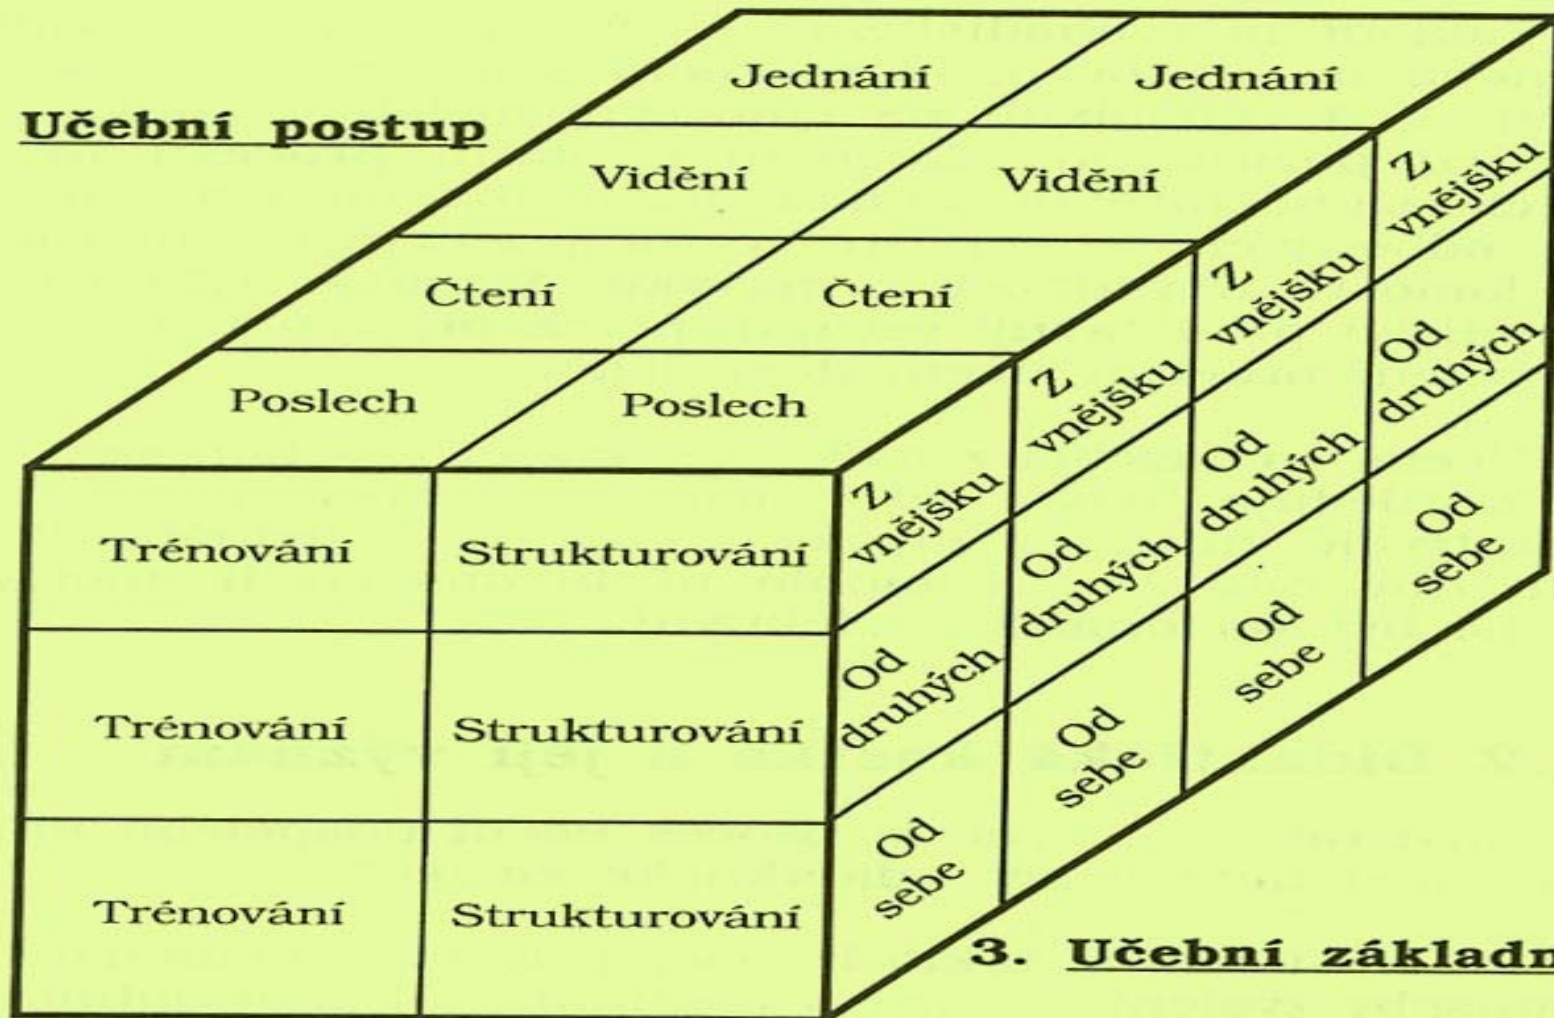 Jednání Jednání
Učební postup
Vidění Vidění
Čtení Čtení
Poslech Poslech
Trénování Strukturování
Trénování Strukturování
Trénování Strukturování
Z
vnějšku
Z
vnějšku
Z
vnějšku
Z
vnějšku
Od
druhých
Od
druhých
Od
druhých
Od
druhých
Od
sebe
Od
sebe
Od
sebe
Od
sebe
3. Učební